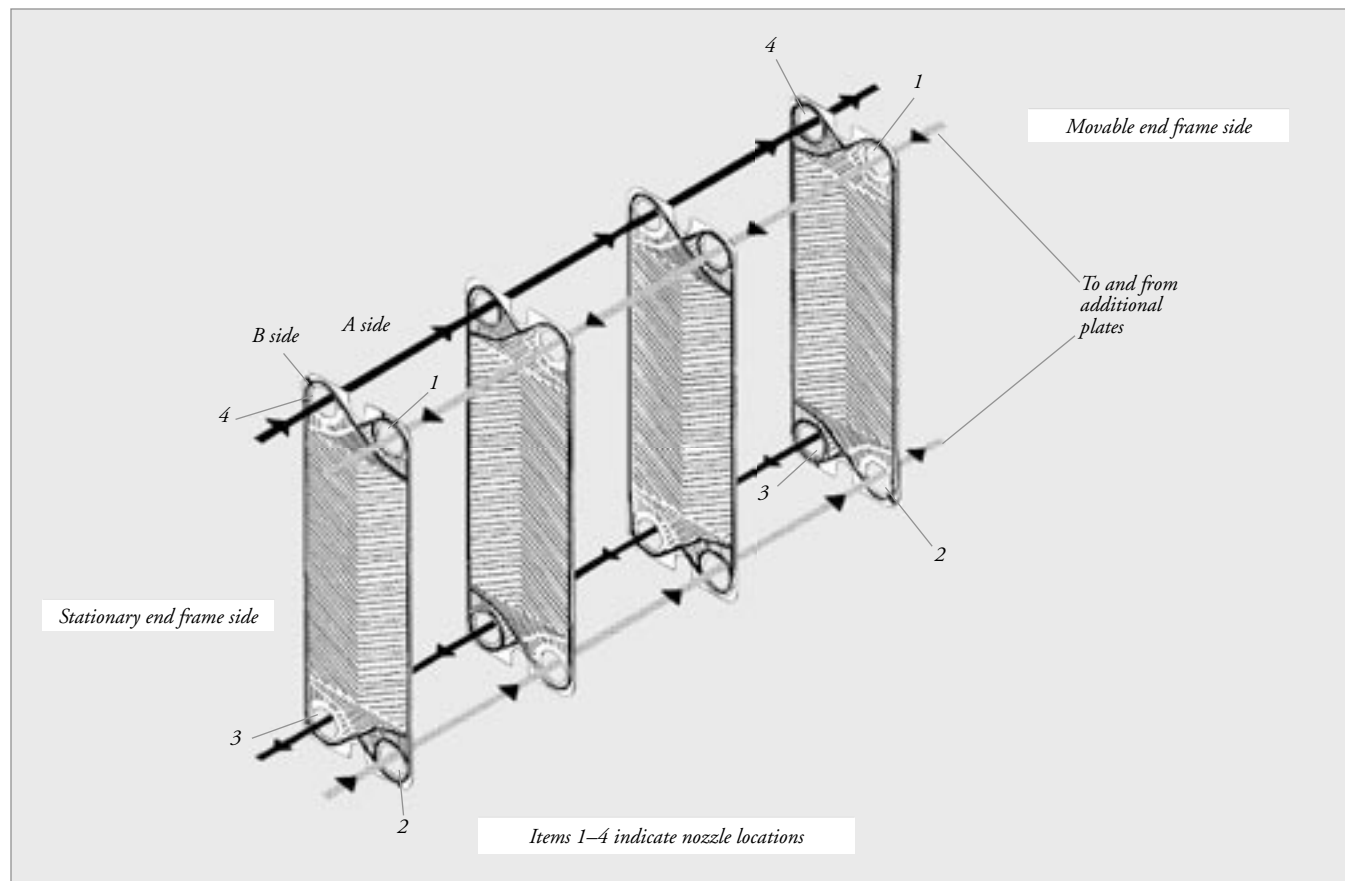 4
1
Movable end frame side
To and from
additional
plates
A side
B side
1
4
3
2
Stationary end frame side
3
2
Items 1–4 indicate nozzle locations